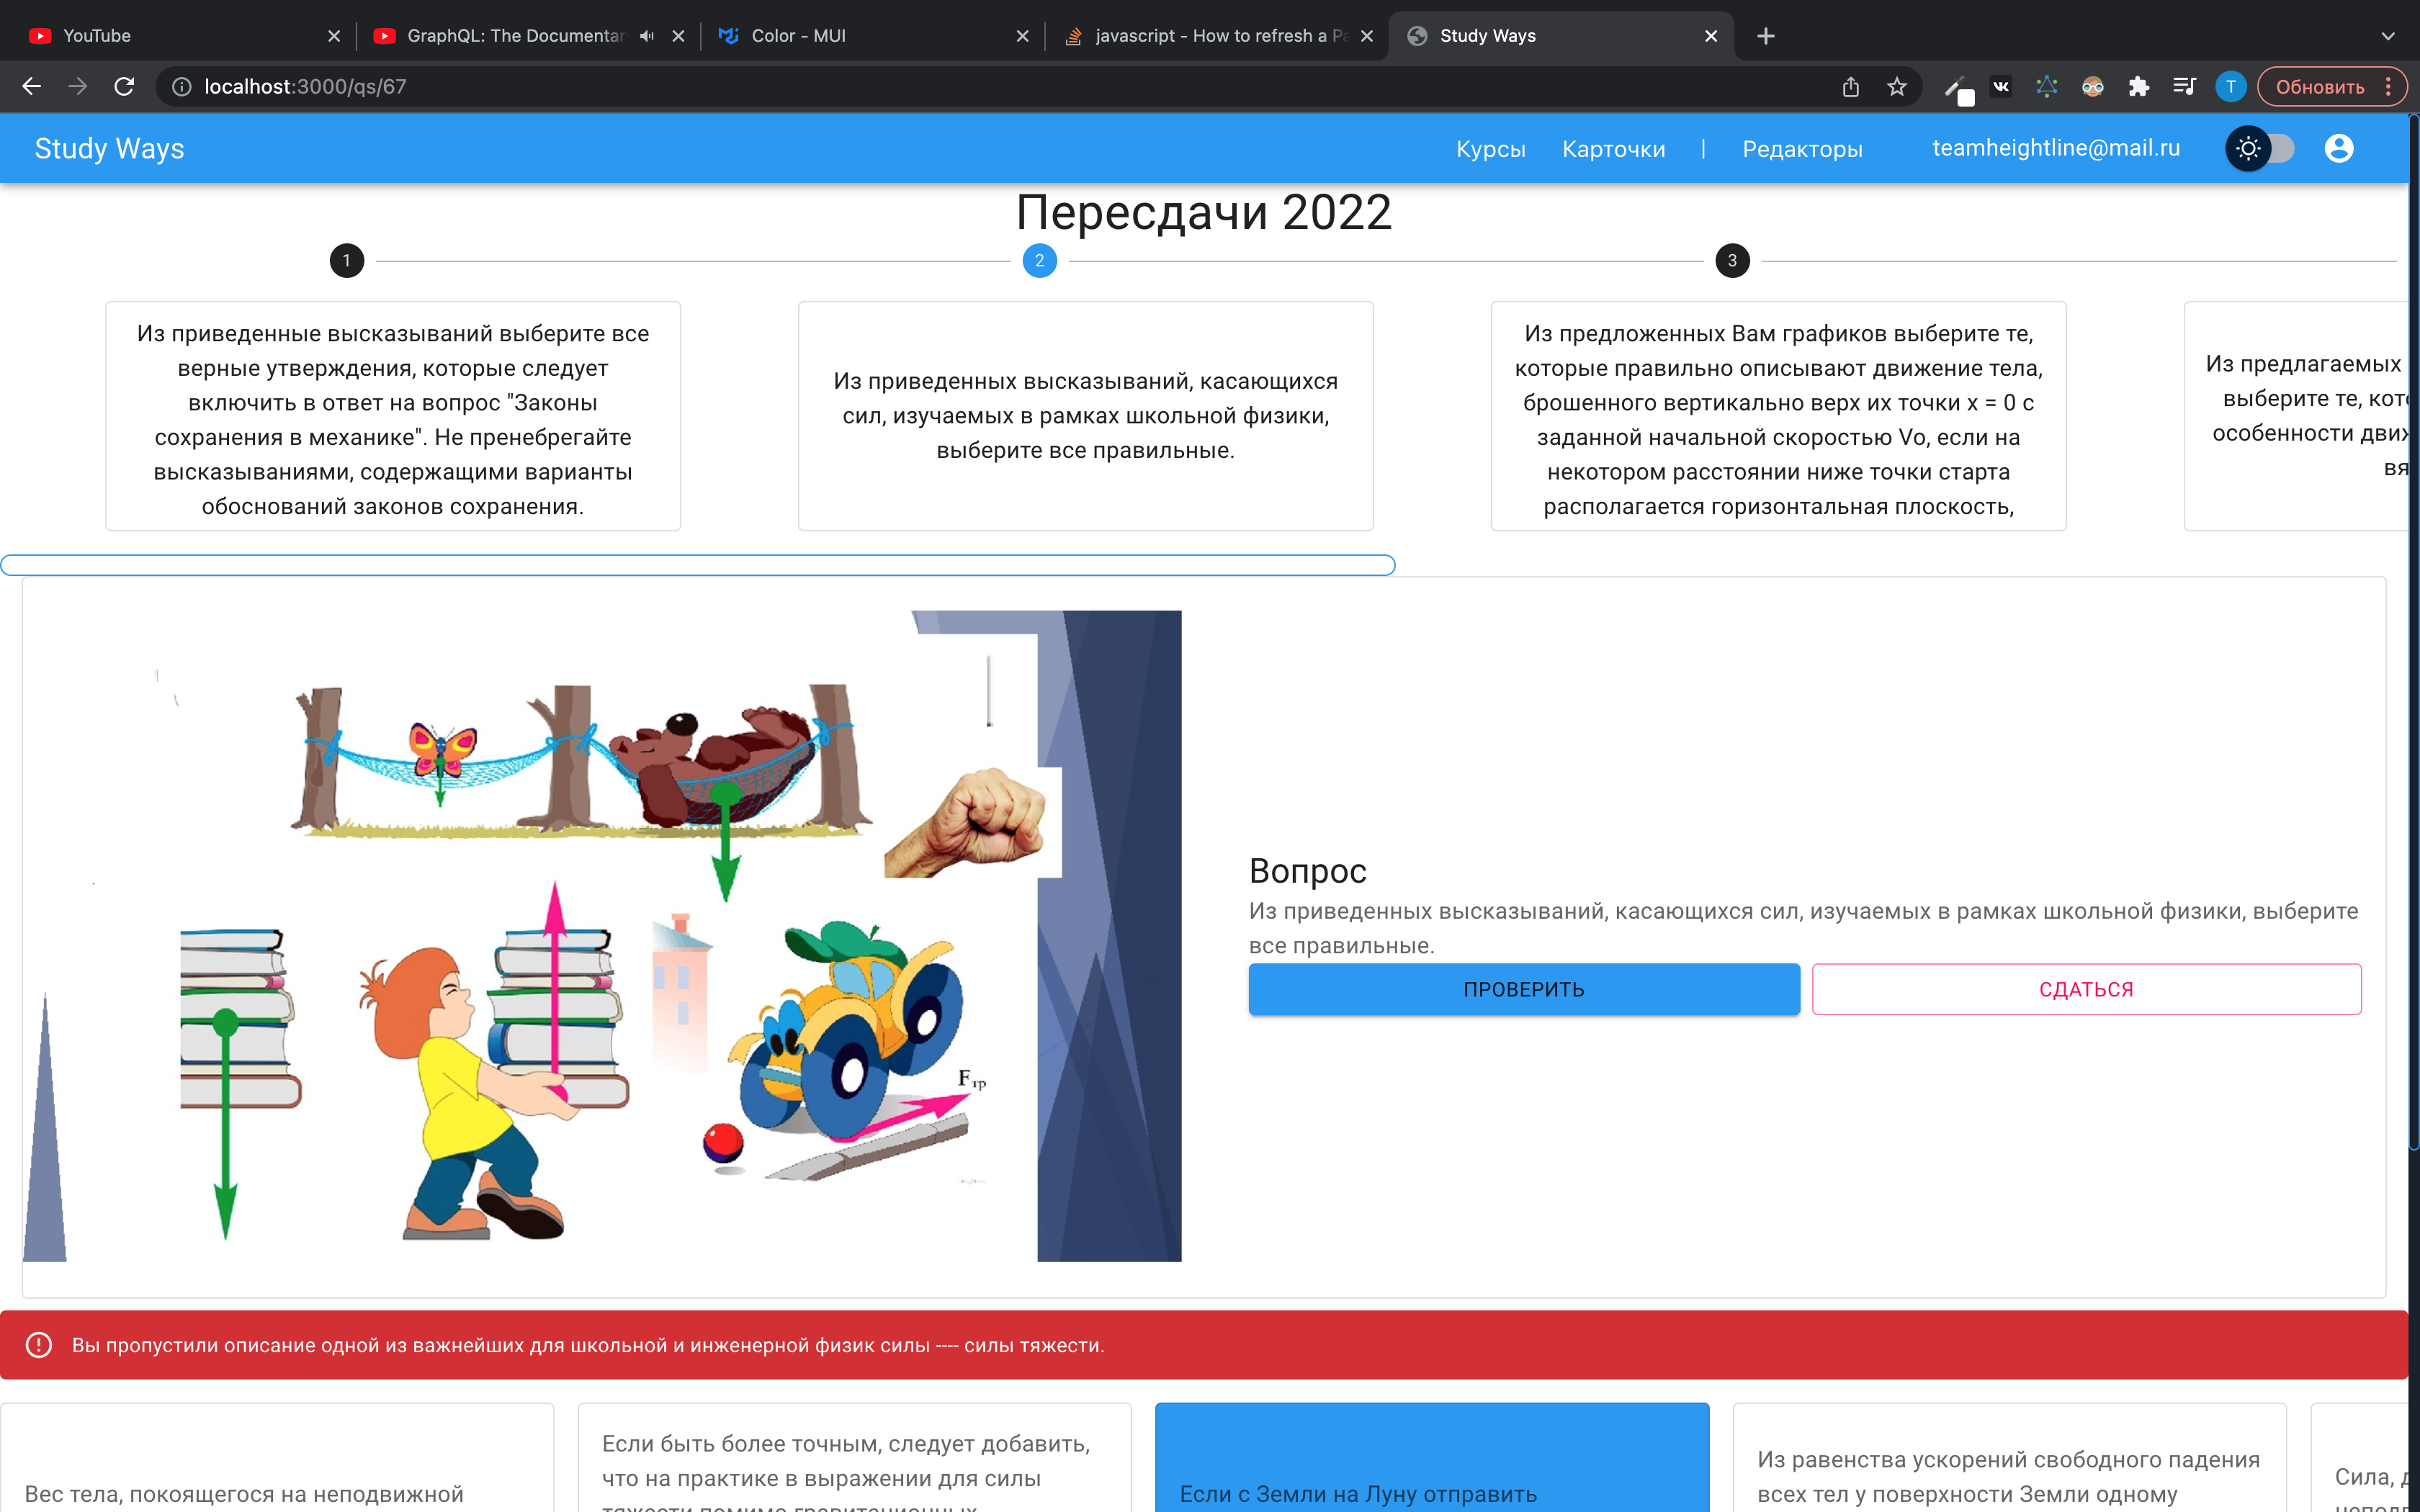 YouTube
GraphQL: The Documentar
Color - MUI
javascript - How to refresh a Pa
Study Ways
localhost:3000/qs/67
T
Обновить
Study Ways
Курсы
Карточки
|
Редакторы
teamheightline@mail.ru
Пересдачи 2022
1
2
3
Из приведенные высказываний выберите все
верные утверждения, которые следует
включить в ответ на вопрос "Законы
сохранения в механике". Не пренебрегайте
высказываниями, содержащими варианты
обоснований законов сохранения.
Из приведенных высказываний, касающихся
сил, изучаемых в рамках школьной физики,
выберите все правильные.
Из предложенных Вам графиков выберите те,
которые правильно описывают движение тела,
брошенного вертикально верх их точки x = 0 с
заданной начальной скоростью Vo, если на
некотором расстоянии ниже точки старта
располагается горизонтальная плоскость,
Из предлагаемых
выберите те, кот
особенности дви
вя
Fтр
Вопрос
Из приведенных высказываний, касающихся сил, изучаемых в рамках школьной физики, выберите
все правильные.
ПРОВЕРИТЬ
СДАТЬСЯ
Вы пропустили описание одной из важнейших для школьной и инженерной физик силы ---- силы тяжести.
Вес тела, покоящегося на неподвижной
Если быть более точным, следует добавить,
что на практике в выражении для силы
тяжести помимо гравитационных
Если с Земли на Луну отправить
Из равенства ускорений свободного падения
всех тел у поверхности Земли одному
Сила,